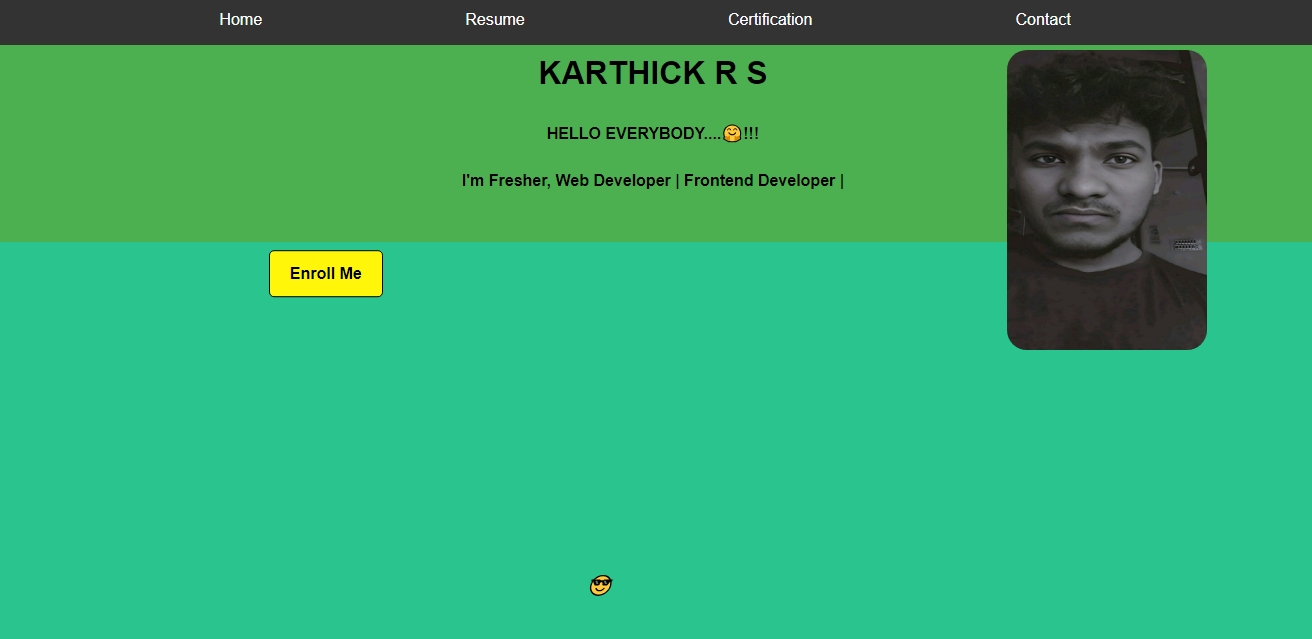 Home Resume Certification Contact
KARTHICK R S
HELLO EVERYBODY....🤗!!!
I'm Fresher, Web Developer | Frontend Developer |
Enroll Me
😎